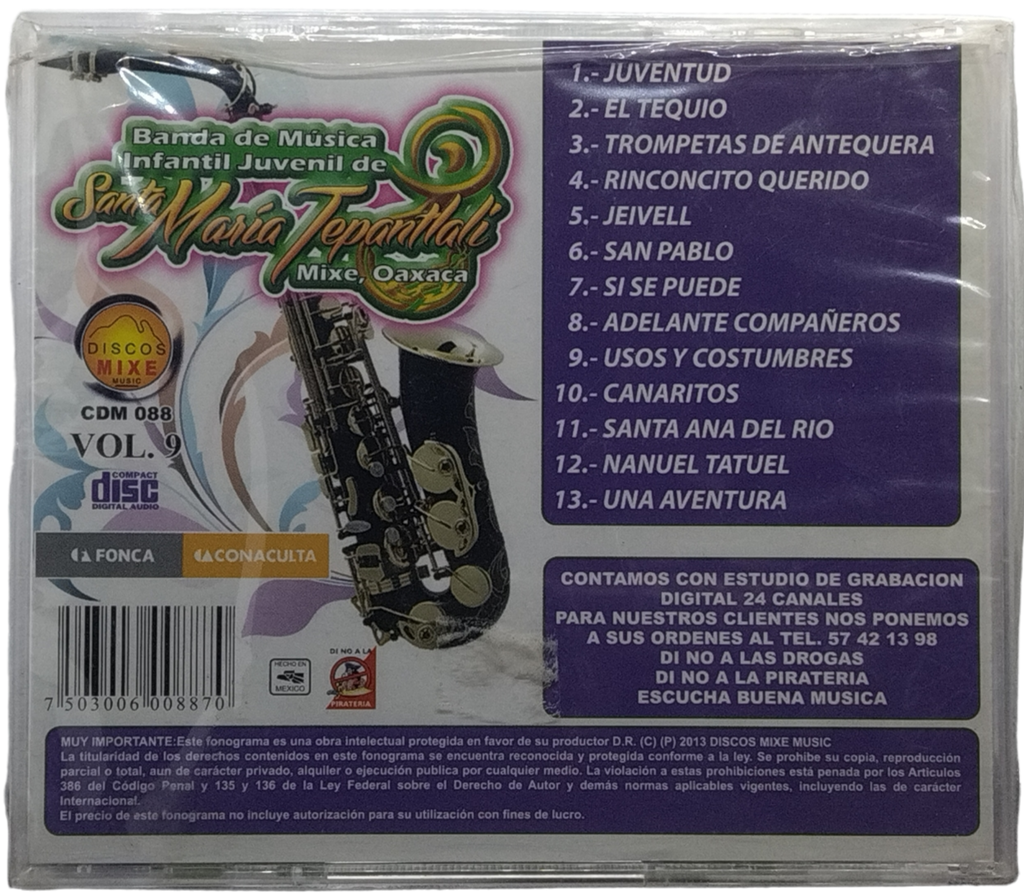 Banda de Música
Infantil Juvenil de
Santa María Tepantlali
Mixe, Oaxaca
DISCOS
MIXE
MUSIC
CDM 088
VOL. 9
COMPACT
disc
DIGITAL AUDIO
FONCA
CONACULTA
7 503006 008870
HECHO EN
MEXICO
DI NO A LA
PIRATERIA
1.- JUVENTUD
2.- EL TEQUIO
3.- TROMPETAS DE ANTEQUERA
4.- RINCONCITO QUERIDO
5.- JEIVELL
6.- SAN PABLO
7.- SI SE PUEDE
8.- ADELANTE COMPAÑEROS
9.- USOS Y COSTUMBRES
10.- CANARITOS
11.- SANTA ANA DEL RIO
12.- NANUEL TATUEL
13.- UNA AVENTURA
CONTAMOS CON ESTUDIO DE GRABACION
DIGITAL 24 CANALES
PARA NUESTROS CLIENTES NOS PONEMOS
A SUS ORDENES AL TEL. 57 42 13 98
DI NO A LAS DROGAS
DI NO A LA PIRATERIA
ESCUCHA BUENA MUSICA
MUY IMPORTANTE:Este fonograma es una obra intelectual protegida en favor de su productor D.R. (C) (P) 2013 DISCOS MIXE MUSIC
La titularidad de los derechos contenidos en este fonograma se encuentra reconocida y protegida conforme a la ley. Se prohibe su copia, reproducción
parcial o total, aun de carácter privado, alquiler o ejecución publica por cualquier medio. La violación a estas prohibiciones está penada por los Articulos
386 del Código Penal y 135 y 136 de la Ley Federal sobre el Derecho de Autor y demás normas aplicables vigentes, incluyendo las de carácter
Internacional.
El precio de este fonograma no incluye autorización para su utilización con fines de lucro.